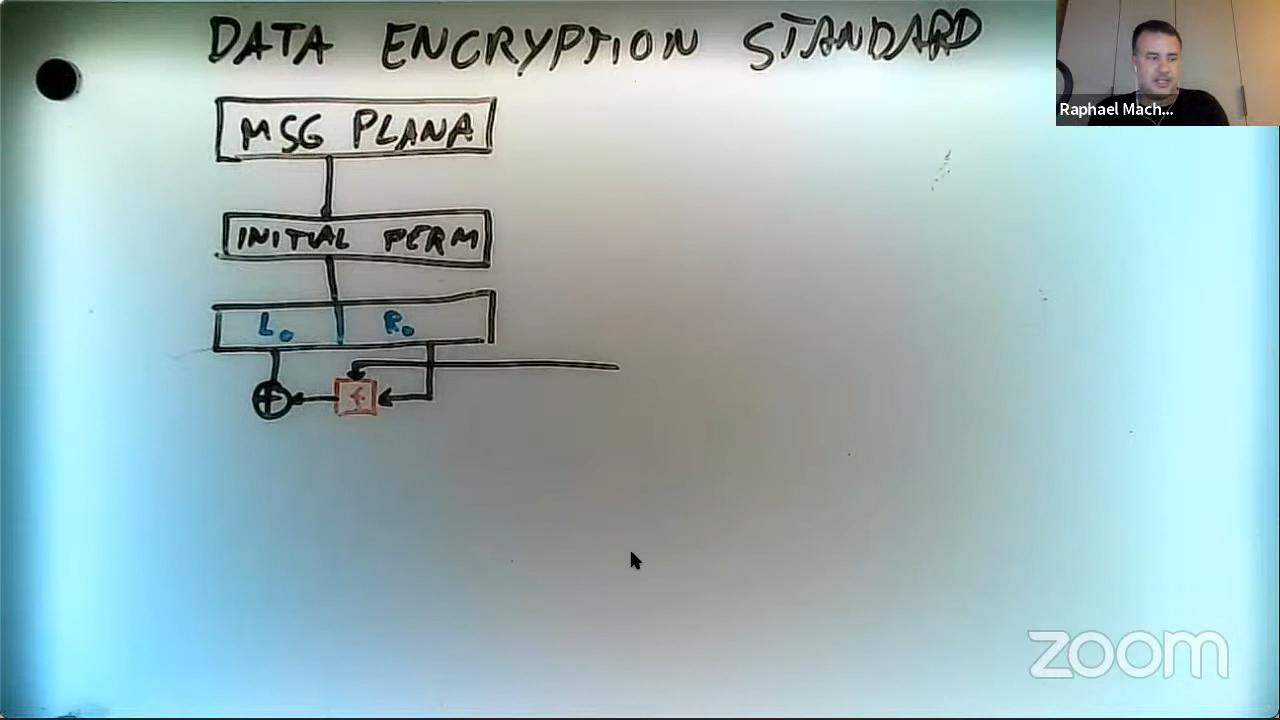 DATA ENCRYPTION STANDARD
Raphael Mach...
MSG PLANA
INITIAL PERM
L0 R0
f
zoom